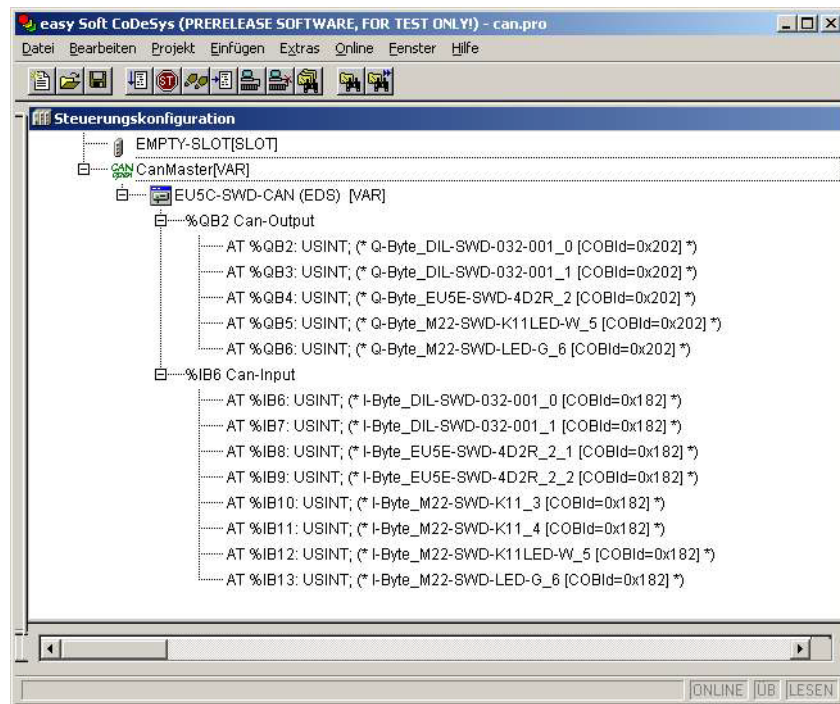 easy Soft CoDeSys (PRERELEASE SOFTWARE, FOR TEST ONLY!) - can.pro
Datei Bearbeiten Projekt Einfügen Extras Online Fenster Hilfe
Steuerungskonfiguration
EMPTY-SLOT[SLOT]
CanMaster[VAR]
EU5C-SWD-CAN (EDS) [VAR]
%QB2 Can-Output
AT %QB2: USINT; (* Q-Byte_DIL-SWD-032-001_0 [COBId=0x202] *)
AT %QB3: USINT; (* Q-Byte_DIL-SWD-032-001_1 [COBId=0x202] *)
AT %QB4: USINT; (* Q-Byte_EU5E-SWD-4D2R_2 [COBId=0x202] *)
AT %QB5: USINT; (* Q-Byte_M22-SWD-K11LED-W_5 [COBId=0x202] *)
AT %QB6: USINT; (* Q-Byte_M22-SWD-LED-G_6 [COBId=0x202] *)
%IB6 Can-Input
AT %IB6: USINT; (* I-Byte_DIL-SWD-032-001_0 [COBId=0x182] *)
AT %IB7: USINT; (* I-Byte_DIL-SWD-032-001_1 [COBId=0x182] *)
AT %IB8: USINT; (* I-Byte_EU5E-SWD-4D2R_2_1 [COBId=0x182] *)
AT %IB9: USINT; (* I-Byte_EU5E-SWD-4D2R_2_2 [COBId=0x182] *)
AT %IB10: USINT; (* I-Byte_M22-SWD-K11_3 [COBId=0x182] *)
AT %IB11: USINT; (* I-Byte_M22-SWD-K11_4 [COBId=0x182] *)
AT %IB12: USINT; (* I-Byte_M22-SWD-K11LED-W_5 [COBId=0x182] *)
AT %IB13: USINT; (* I-Byte_M22-SWD-LED-G_6 [COBId=0x182] *)
ONLINE ÜB LESEN